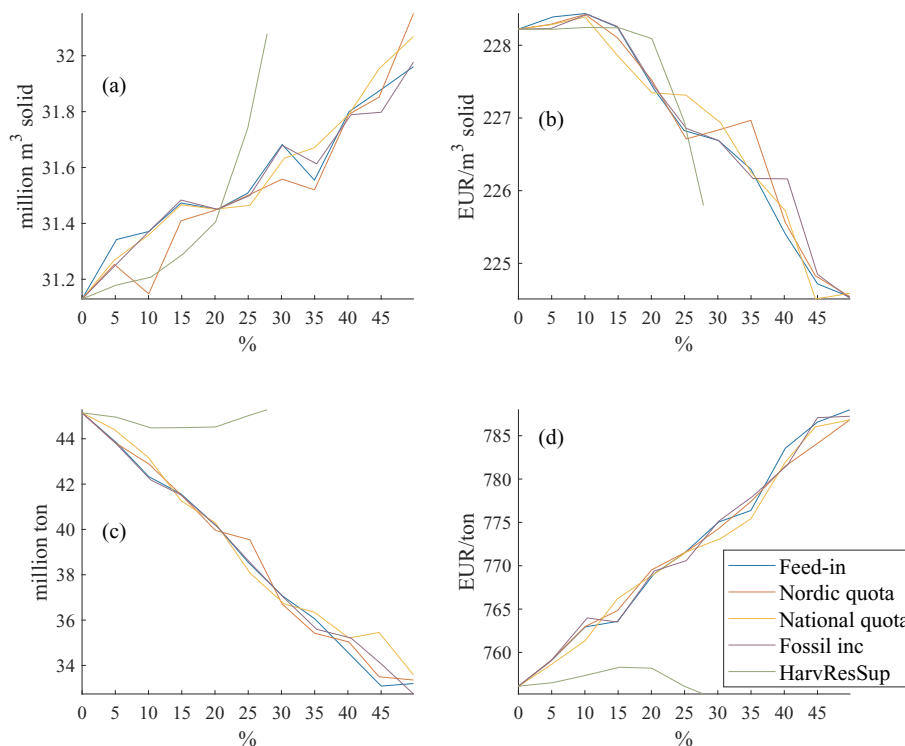 (a)
million m³ solid
32
31.8
31.6
31.4
31.2
0 5 10 15 20 25 30 35 40 45
%
(b)
EUR/m³ solid
228
227
226
225
0 5 10 15 20 25 30 35 40 45
%
(c)
million ton
44
42
40
38
36
34
33
0 5 10 15 20 25 30 35 40 45
%
(d)
EUR/ton
785
775
770
765
760
0 5 10 15 20 25 30 35 40 45
%
Feed-in
Nordic quota
National quota
Fossil inc
HarvResSup